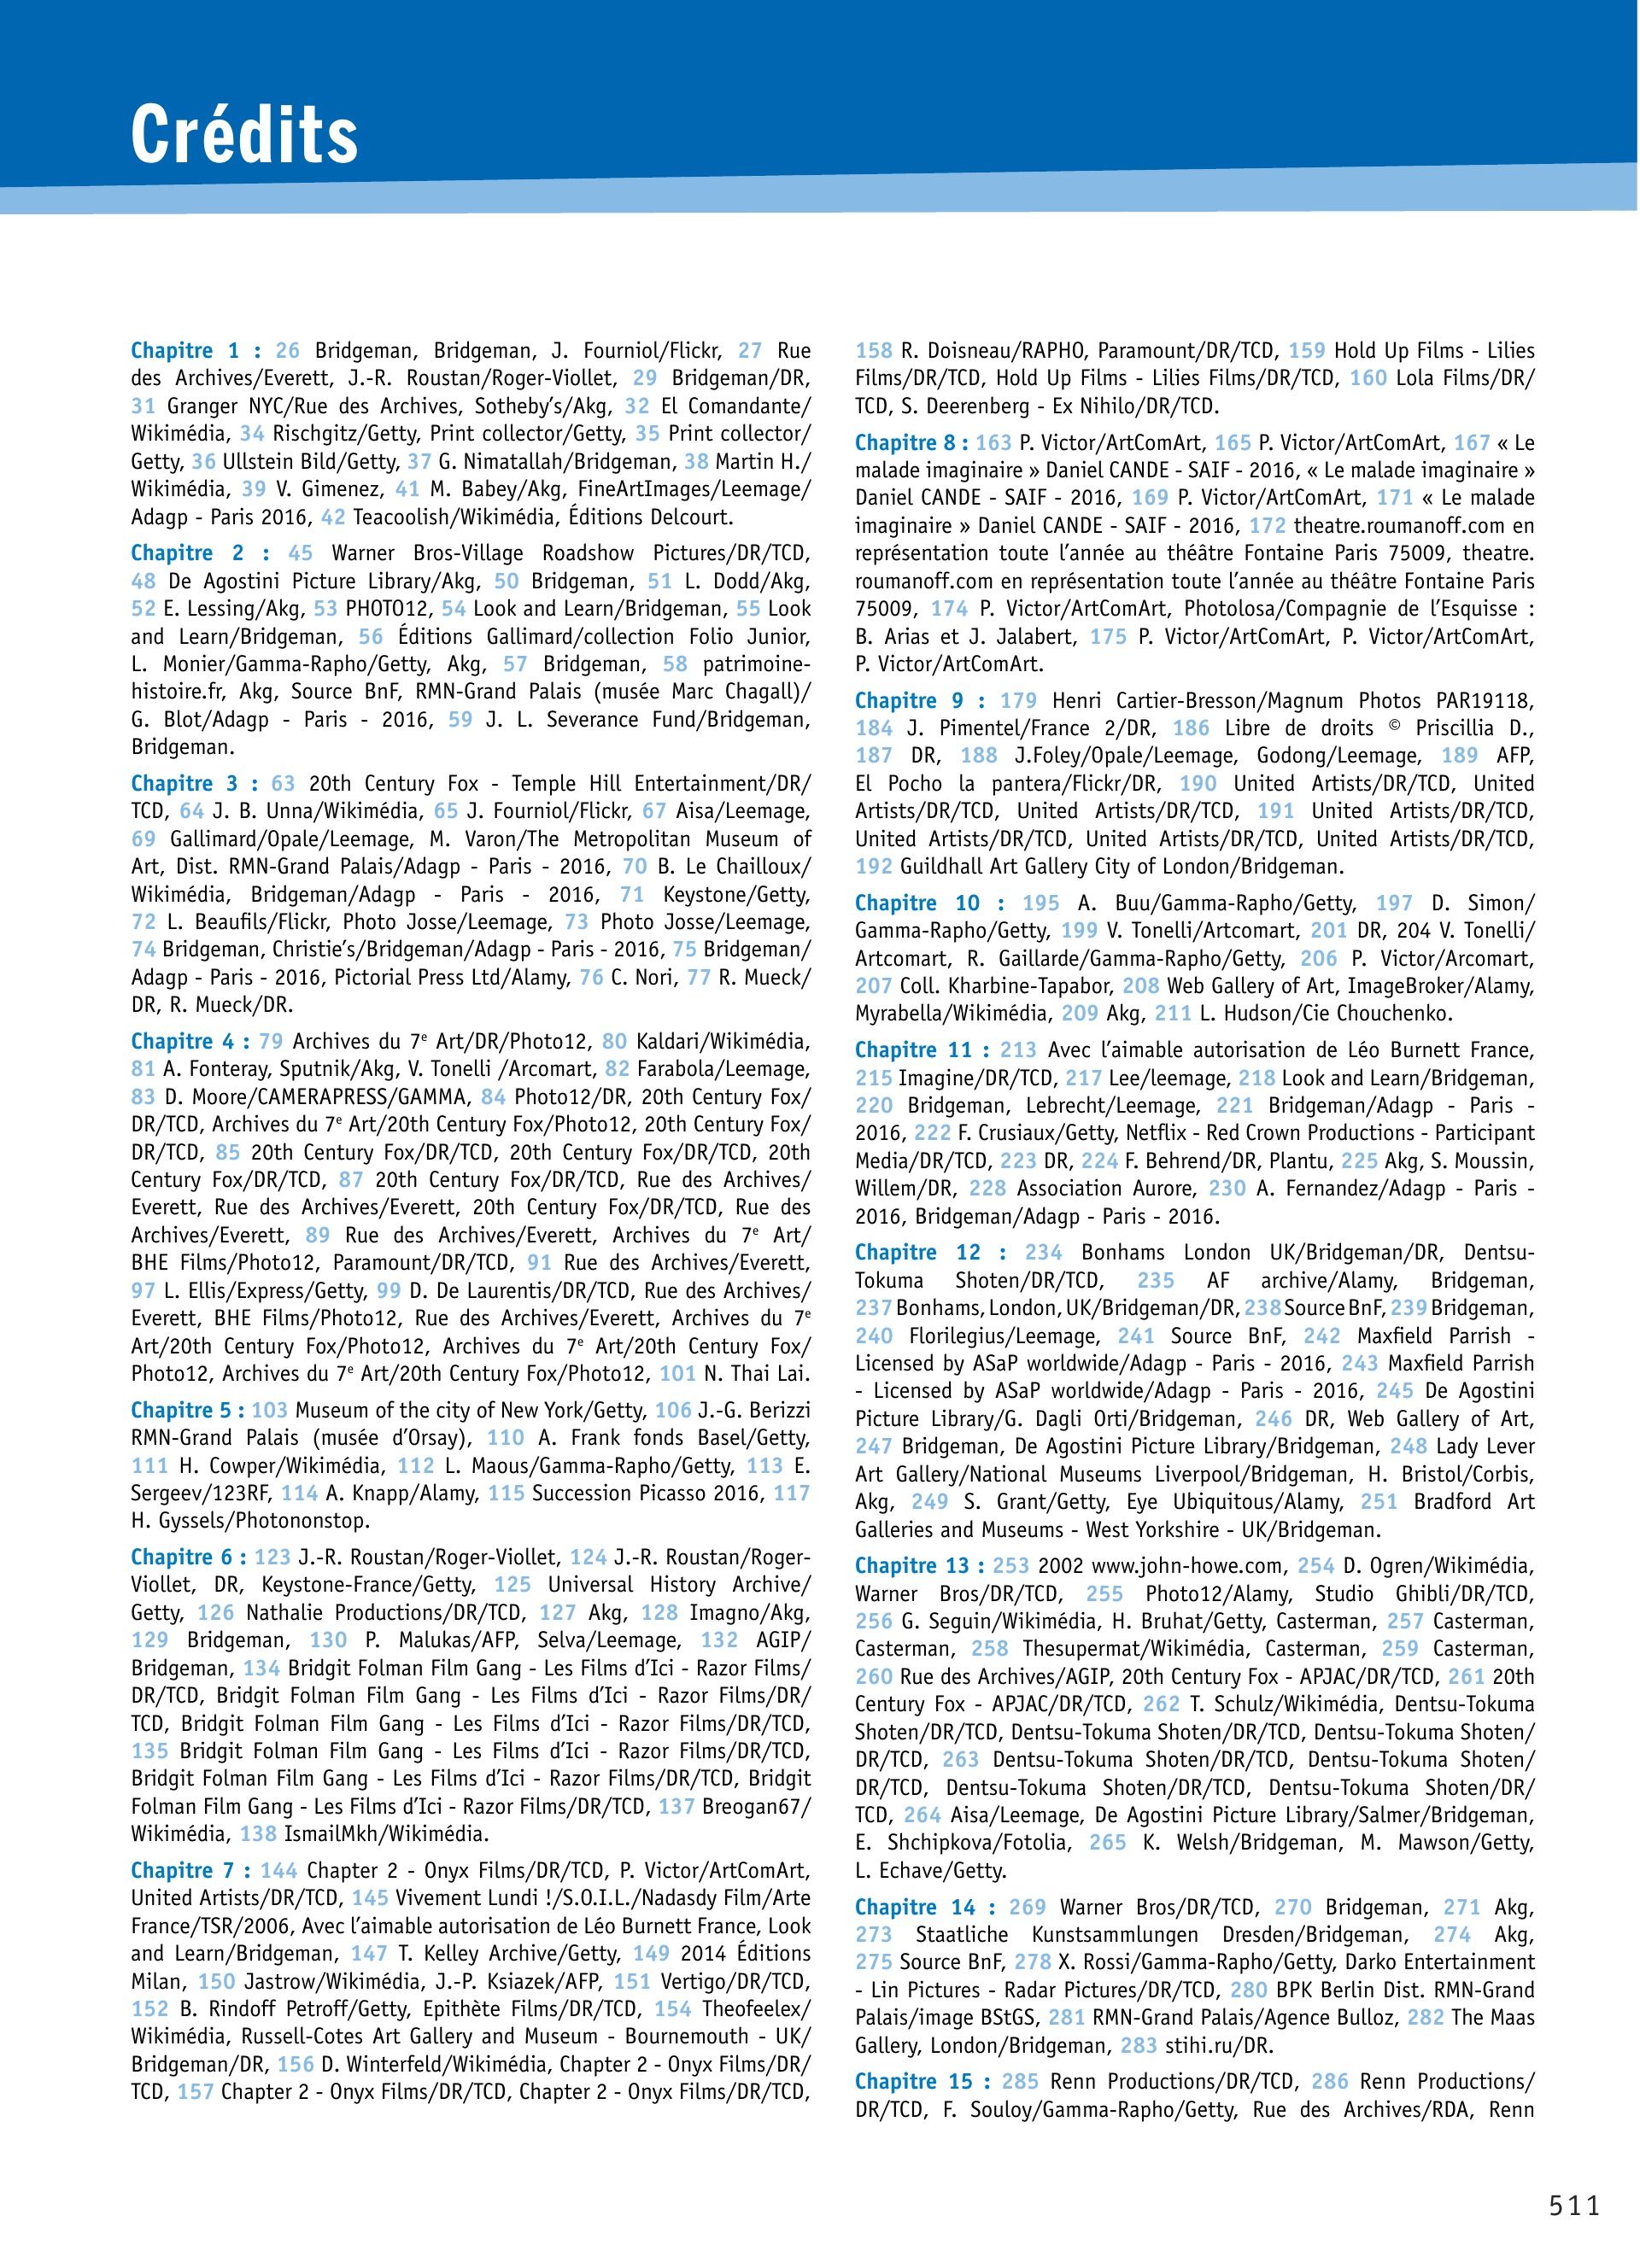 Crédits
Chapitre 1 : 26 Bridgeman, Bridgeman, J. Fourniol/Flickr, 27 Rue
des Archives/Everett, J.-R. Roustan/Roger-Viollet, 29 Bridgeman/DR,
31 Granger NYC/Rue des Archives, Sotheby's/Akg, 32 El Comandante/
Wikimédia, 34 Rischgitz/Getty, Print collector/Getty, 35 Print collector/
Getty, 36 Ullstein Bild/Getty, 37 G. Nimatallah/Bridgeman, 38 Martin H./
Wikimédia, 39 V. Gimenez, 41 M. Babey/Akg, FineArtImages/Leemage/
Adagp - Paris 2016, 42 Teacoolish/Wikimédia, Éditions Delcourt.
Chapitre 2 : 45 Warner Bros-Village Roadshow Pictures/DR/TCD,
48 De Agostini Picture Library/Akg, 50 Bridgeman, 51 L. Dodd/Akg,
52 E. Lessing/Akg, 53 PHOTO12, 54 Look and Learn/Bridgeman, 55 Look
and Learn/Bridgeman, 56 Éditions Gallimard/collection Folio Junior,
L. Monier/Gamma-Rapho/Getty, Akg, 57 Bridgeman, 58 patrimoine-
histoire.fr, Akg, Source BnF, RMN-Grand Palais (musée Marc Chagall)/
G. Blot/Adagp - Paris - 2016, 59 J. L. Severance Fund/Bridgeman,
Bridgeman.
Chapitre 3 : 63 20th Century Fox - Temple Hill Entertainment/DR/
TCD, 64 J. B. Unna/Wikimédia, 65 J. Fourniol/Flickr, 67 Aisa/Leemage,
69 Gallimard/Opale/Leemage, M. Varon/The Metropolitan Museum of
Art, Dist. RMN-Grand Palais/Adagp - Paris - 2016, 70 B. Le Chailloux/
Wikimédia, Bridgeman/Adagp - Paris - 2016, 71 Keystone/Getty,
72 L. Beaufils/Flickr, Photo Josse/Leemage, 73 Photo Josse/Leemage,
74 Bridgeman, Christie's/Bridgeman/Adagp - Paris - 2016, 75 Bridgeman/
Adagp - Paris - 2016, Pictorial Press Ltd/Alamy, 76 C. Nori, 77 R. Mueck/
DR, R. Mueck/DR.
Chapitre 4 : 79 Archives du 7e Art/DR/Photo12, 80 Kaldari/Wikimédia,
81 A. Fonteray, Sputnik/Akg, V. Tonelli /Arcomart, 82 Farabola/Leemage,
83 D. Moore/CAMERAPRESS/GAMMA, 84 Photo12/DR, 20th Century Fox/
DR/TCD, Archives du 7e Art/20th Century Fox/Photo12, 20th Century Fox/
DR/TCD, 85 20th Century Fox/DR/TCD, 20th Century Fox/DR/TCD, 20th
Century Fox/DR/TCD, 87 20th Century Fox/DR/TCD, Rue des Archives/
Everett, Rue des Archives/Everett, 20th Century Fox/DR/TCD, Rue des
Archives/Everett, 89 Rue des Archives/Everett, Archives du 7e Art/
BHE Films/Photo12, Paramount/DR/TCD, 91 Rue des Archives/Everett,
97 L. Ellis/Express/Getty, 99 D. De Laurentis/DR/TCD, Rue des Archives/
Everett, BHE Films/Photo12, Rue des Archives/Everett, Archives du 7e
Art/20th Century Fox/Photo12, Archives du 7e Art/20th Century Fox/
Photo12, Archives du 7e Art/20th Century Fox/Photo12, 101 N. Thai Lai.
Chapitre 5 : 103 Museum of the city of New York/Getty, 106 J.-G. Berizzi
RMN-Grand Palais (musée d'Orsay), 110 A. Frank fonds Basel/Getty,
111 H. Cowper/Wikimédia, 112 L. Maous/Gamma-Rapho/Getty, 113 E.
Sergeev/123RF, 114 A. Knapp/Alamy, 115 Succession Picasso 2016, 117
H. Gyssels/Photononstop.
Chapitre 6 : 123 J.-R. Roustan/Roger-Viollet, 124 J.-R. Roustan/Roger-
Viollet, DR, Keystone-France/Getty, 125 Universal History Archive/
Getty, 126 Nathalie Productions/DR/TCD, 127 Akg, 128 Imagno/Akg,
129 Bridgeman, 130 P. Malukas/AFP, Selva/Leemage, 132 AGIP/
Bridgeman, 134 Bridgit Folman Film Gang - Les Films d'Ici - Razor Films/
DR/TCD, Bridgit Folman Film Gang - Les Films d'Ici - Razor Films/DR/
TCD, Bridgit Folman Film Gang - Les Films d'Ici - Razor Films/DR/TCD,
135 Bridgit Folman Film Gang - Les Films d'Ici - Razor Films/DR/TCD,
Bridgit Folman Film Gang - Les Films d'Ici - Razor Films/DR/TCD, Bridgit
Folman Film Gang - Les Films d'Ici - Razor Films/DR/TCD, 137 Breogan67/
Wikimédia, 138 IsmailMkh/Wikimédia.
Chapitre 7 : 144 Chapter 2 - Onyx Films/DR/TCD, P. Victor/ArtComArt,
United Artists/DR/TCD, 145 Vivement Lundi !/S.O.I.L./Nadasdy Film/Arte
France/TSR/2006, Avec l'aimable autorisation de Léo Burnett France, Look
and Learn/Bridgeman, 147 T. Kelley Archive/Getty, 149 2014 Éditions
Milan, 150 Jastrow/Wikimédia, J.-P. Ksiazek/AFP, 151 Vertigo/DR/TCD,
152 B. Rindoff Petroff/Getty, Epithète Films/DR/TCD, 154 Theofeelex/
Wikimédia, Russell-Cotes Art Gallery and Museum - Bournemouth - UK/
Bridgeman/DR, 156 D. Winterfeld/Wikimédia, Chapter 2 - Onyx Films/DR/
TCD, 157 Chapter 2 - Onyx Films/DR/TCD, Chapter 2 - Onyx Films/DR/TCD,
158 R. Doisneau/RAPHO, Paramount/DR/TCD, 159 Hold Up Films - Lilies
Films/DR/TCD, Hold Up Films - Lilies Films/DR/TCD, 160 Lola Films/DR/
TCD, S. Deerenberg - Ex Nihilo/DR/TCD.
Chapitre 8 : 163 P. Victor/ArtComArt, 165 P. Victor/ArtComArt, 167 « Le
malade imaginaire » Daniel CANDE - SAIF - 2016, « Le malade imaginaire »
Daniel CANDE - SAIF - 2016, 169 P. Victor/ArtComArt, 171 « Le malade
imaginaire » Daniel CANDE - SAIF - 2016, 172 theatre.roumanoff.com en
représentation toute l'année au théâtre Fontaine Paris 75009, theatre.
roumanoff.com en représentation toute l'année au théâtre Fontaine Paris
75009, 174 P. Victor/ArtComArt, Photolosa/Compagnie de l'Esquisse :
B. Arias et J. Jalabert, 175 P. Victor/ArtComArt, P. Victor/ArtComArt,
P. Victor/ArtComArt.
Chapitre 9 : 179 Henri Cartier-Bresson/Magnum Photos PAR19118,
184 J. Pimentel/France 2/DR, 186 Libre de droits © Priscillia D.,
187 DR, 188 J.Foley/Opale/Leemage, Godong/Leemage, 189 AFP,
El Pocho la pantera/Flickr/DR, 190 United Artists/DR/TCD, United
Artists/DR/TCD, United Artists/DR/TCD, 191 United Artists/DR/TCD,
United Artists/DR/TCD, United Artists/DR/TCD, United Artists/DR/TCD,
192 Guildhall Art Gallery City of London/Bridgeman.
Chapitre 10 : 195 A. Buu/Gamma-Rapho/Getty, 197 D. Simon/
Gamma-Rapho/Getty, 199 V. Tonelli/Artcomart, 201 DR, 204 V. Tonelli/
Artcomart, R. Gaillarde/Gamma-Rapho/Getty, 206 P. Victor/Arcomart,
207 Coll. Kharbine-Tapabor, 208 Web Gallery of Art, ImageBroker/Alamy,
Myrabella/Wikimédia, 209 Akg, 211 L. Hudson/Cie Chouchenko.
Chapitre 11 : 213 Avec l'aimable autorisation de Léo Burnett France,
215 Imagine/DR/TCD, 217 Lee/leemage, 218 Look and Learn/Bridgeman,
220 Bridgeman, Lebrecht/Leemage, 221 Bridgeman/Adagp - Paris -
2016, 222 F. Crusiaux/Getty, Netflix - Red Crown Productions - Participant
Media/DR/TCD, 223 DR, 224 F. Behrend/DR, Plantu, 225 Akg, S. Moussin,
Willem/DR, 228 Association Aurore, 230 A. Fernandez/Adagp - Paris -
2016, Bridgeman/Adagp - Paris - 2016.
Chapitre 12 : 234 Bonhams London UK/Bridgeman/DR, Dentsu-
Tokuma Shoten/DR/TCD, 235 AF archive/Alamy, Bridgeman,
237 Bonhams, London, UK/Bridgeman/DR, 238 Source BnF, 239 Bridgeman,
240 Florilegius/Leemage, 241 Source BnF, 242 Maxfield Parrish -
Licensed by ASaP worldwide/Adagp - Paris - 2016, 243 Maxfield Parrish
- Licensed by ASaP worldwide/Adagp - Paris - 2016, 245 De Agostini
Picture Library/G. Dagli Orti/Bridgeman, 246 DR, Web Gallery of Art,
247 Bridgeman, De Agostini Picture Library/Bridgeman, 248 Lady Lever
Art Gallery/National Museums Liverpool/Bridgeman, H. Bristol/Corbis,
Akg, 249 S. Grant/Getty, Eye Ubiquitous/Alamy, 251 Bradford Art
Galleries and Museums - West Yorkshire - UK/Bridgeman.
Chapitre 13 : 253 2002 www.john-howe.com, 254 D. Ogren/Wikimédia,
Warner Bros/DR/TCD, 255 Photo12/Alamy, Studio Ghibli/DR/TCD,
256 G. Seguin/Wikimédia, H. Bruhat/Getty, Casterman, 257 Casterman,
Casterman, 258 Thesupermat/Wikimédia, Casterman, 259 Casterman,
260 Rue des Archives/AGIP, 20th Century Fox - APJAC/DR/TCD, 261 20th
Century Fox - APJAC/DR/TCD, 262 T. Schulz/Wikimédia, Dentsu-Tokuma
Shoten/DR/TCD, Dentsu-Tokuma Shoten/DR/TCD, Dentsu-Tokuma Shoten/
DR/TCD, 263 Dentsu-Tokuma Shoten/DR/TCD, Dentsu-Tokuma Shoten/
DR/TCD, Dentsu-Tokuma Shoten/DR/TCD, Dentsu-Tokuma Shoten/DR/
TCD, 264 Aisa/Leemage, De Agostini Picture Library/Salmer/Bridgeman,
E. Shchipkova/Fotolia, 265 K. Welsh/Bridgeman, M. Mawson/Getty,
L. Echave/Getty.
Chapitre 14 : 269 Warner Bros/DR/TCD, 270 Bridgeman, 271 Akg,
273 Staatliche Kunstsammlungen Dresden/Bridgeman, 274 Akg,
275 Source BnF, 278 X. Rossi/Gamma-Rapho/Getty, Darko Entertainment
- Lin Pictures - Radar Pictures/DR/TCD, 280 BPK Berlin Dist. RMN-Grand
Palais/image BStGS, 281 RMN-Grand Palais/Agence Bulloz, 282 The Maas
Gallery, London/Bridgeman, 283 stihi.ru/DR.
Chapitre 15 : 285 Renn Productions/DR/TCD, 286 Renn Productions/
DR/TCD, F. Souloy/Gamma-Rapho/Getty, Rue des Archives/RDA, Renn
511